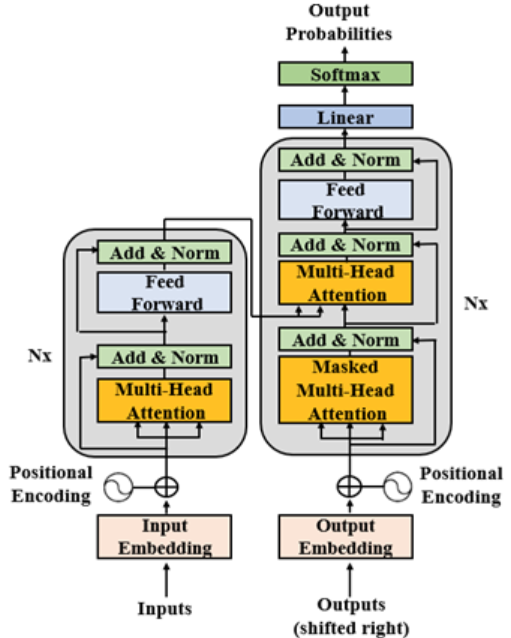 Output
Probabilities
Softmax
Linear
Add & Norm
Feed
Forward
Add & Norm
Multi-Head
Attention
Nx
Add & Norm
Masked
Multi-Head
Attention
Positional
Encoding
Output
Embedding
Outputs
(shifted right)
Add & Norm
Feed
Forward
Nx
Add & Norm
Multi-Head
Attention
Positional
Encoding
Input
Embedding
Inputs